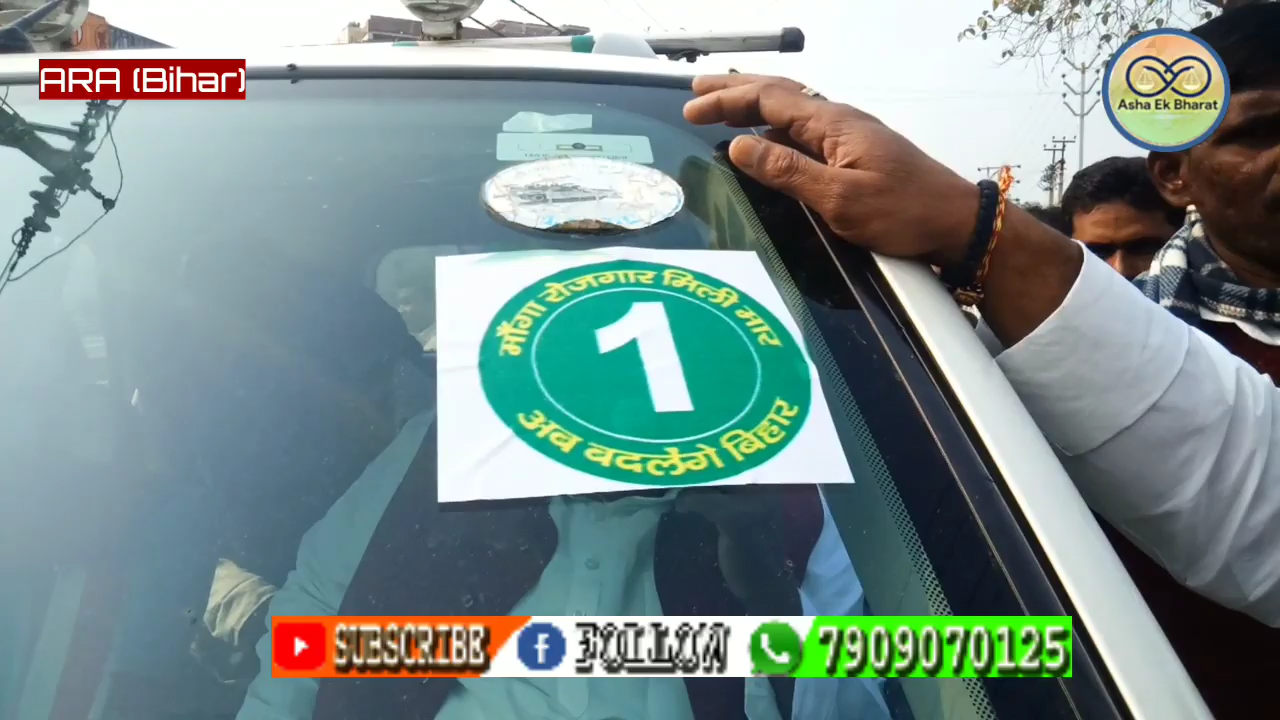 ARA (Bihar)
Asha Ek Bharat
माँगा रोजगार मिली मार
1
अब बदलेंगे बिहार
SUBSCRIBE
FOLLOW
7909070125